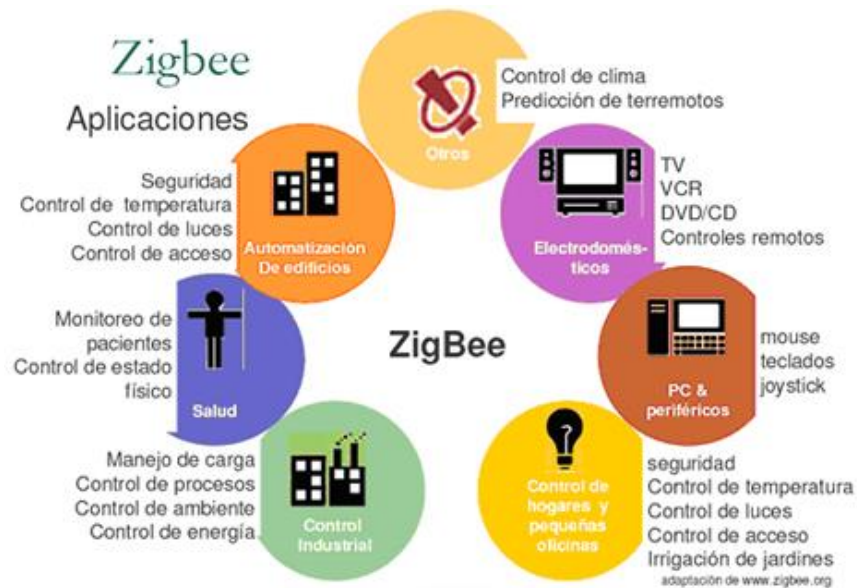 Zigbee
Aplicaciones
Otros
Control de clima
Predicción de terremotos
Seguridad
Control de temperatura
Control de luces
Control de acceso
Automatización
De edificios
TV
VCR
DVD/CD
Controles remotos
Electrodomés-
ticos
Monitoreo de
pacientes
Control de estado
físico
Salud
ZigBee
mouse
teclados
joystick
PC &
periféricos
Manejo de carga
Control de procesos
Control de ambiente
Control de energía
Control
Industrial
Control de
hogares y
pequeñas
oficinas
seguridad
Control de temperatura
Control de luces
Control de acceso
Irrigación de jardines
adaptación de www.zigbee.org